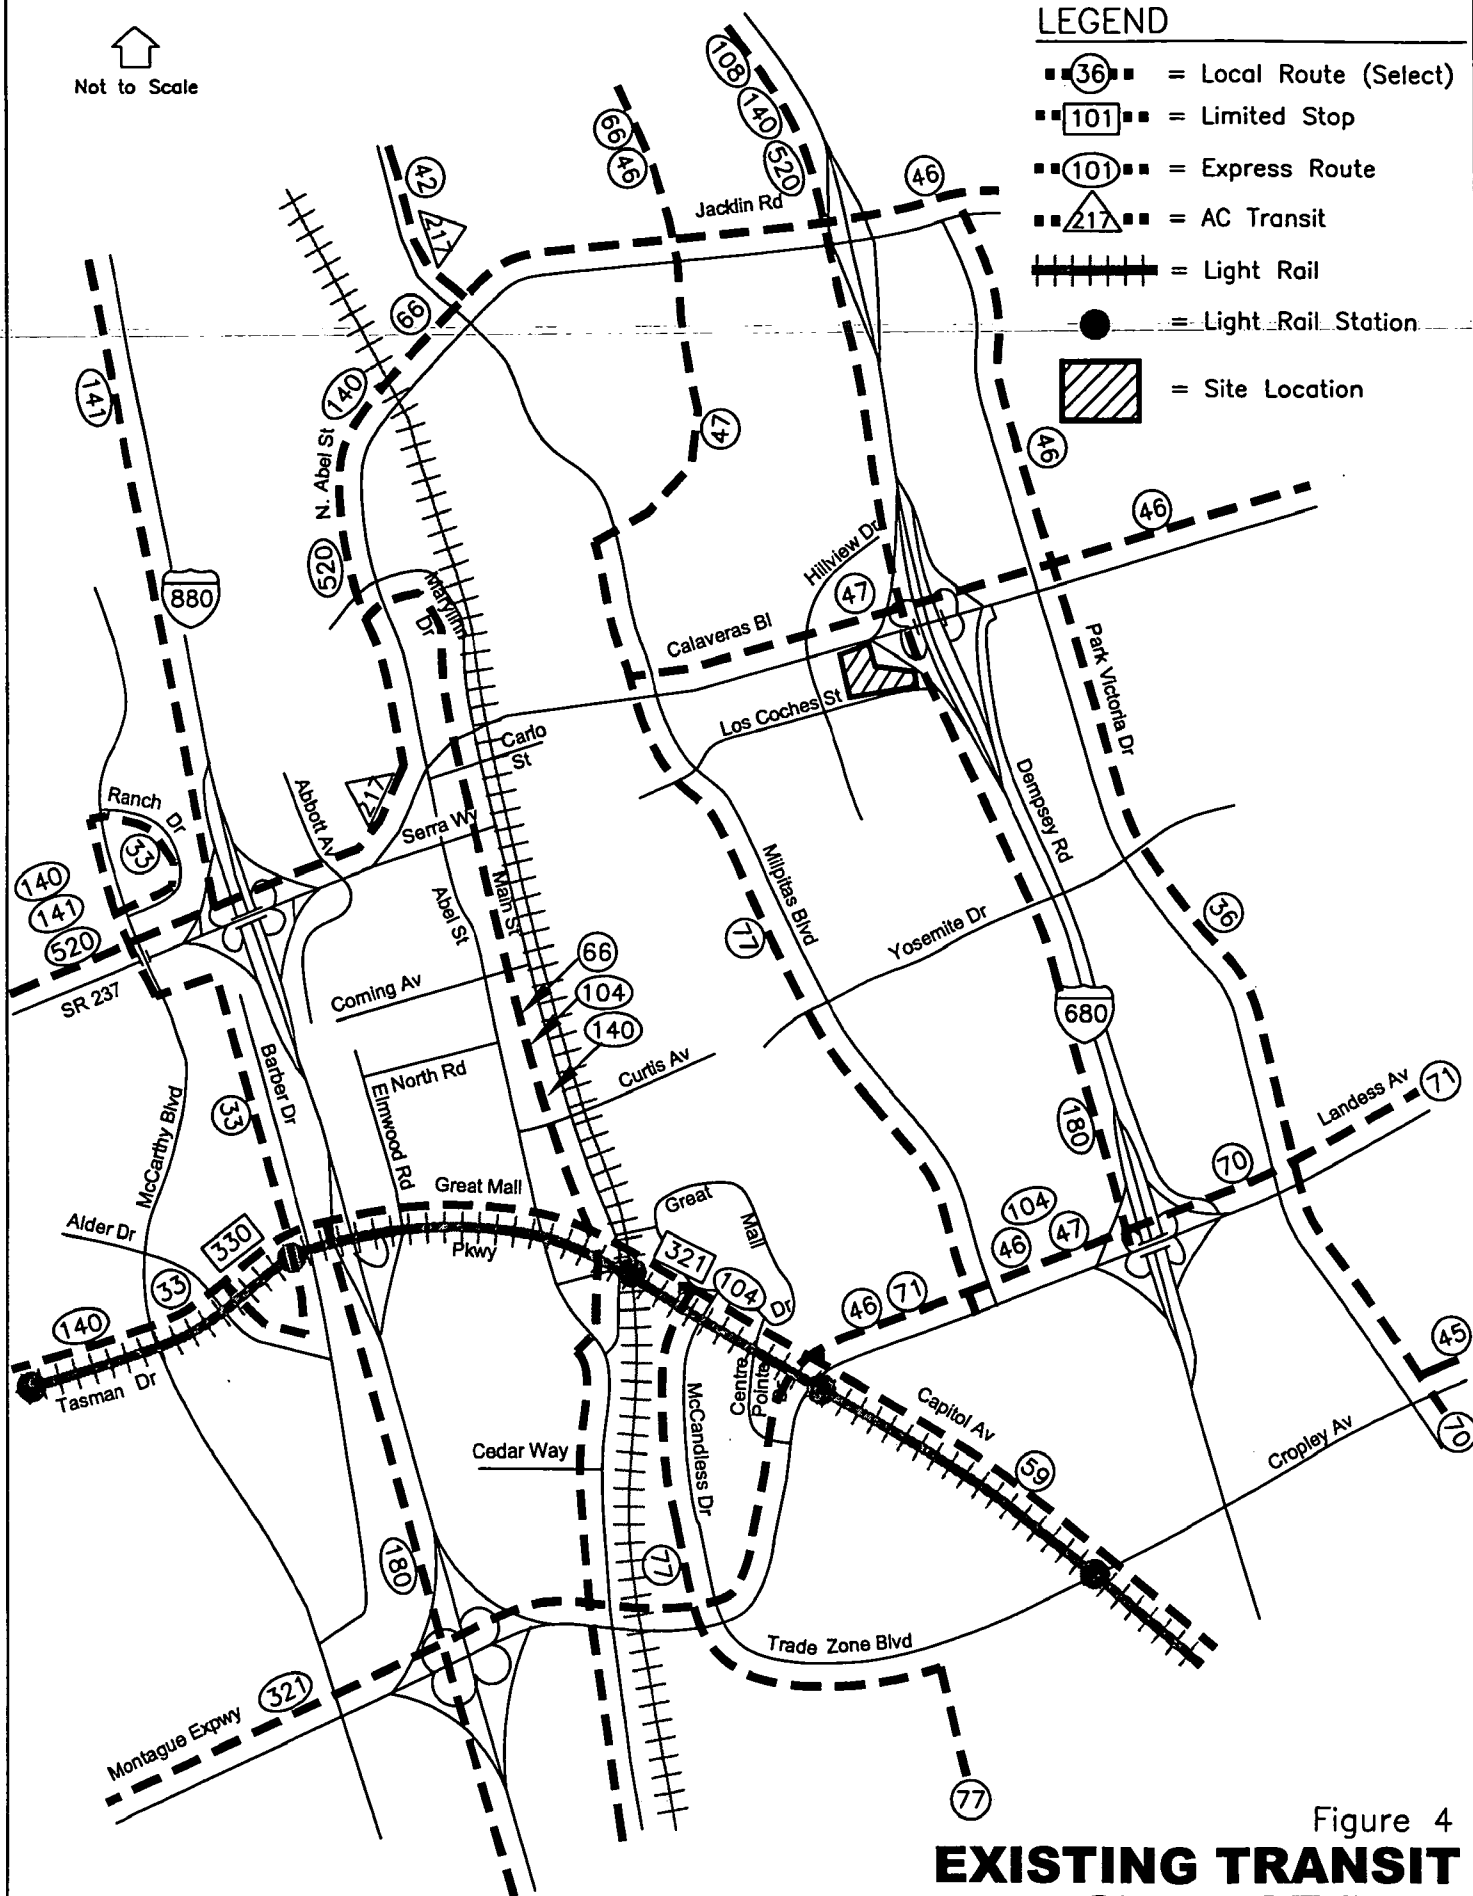 LEGEND
36 = Local Route (Select)
101 = Limited Stop
101 = Express Route
217 = AC Transit
= Light Rail
= Light Rail Station
= Site Location
Not to Scale
108
140
520
66
46
42
217
46
Jacklin Rd
66
141
140
47
46
N. Abel St
46
520
880
Hillview Dr
47
Marylinn
Dr
Calaveras Bl
Park Victoria Dr
Los Coches St
Carlo
St
Ranch
Dr
217
Abbott Av
Serra Wy
Dempsey Rd
33
140
141
520
Abel St
Main St
Milpitas Blvd
77
36
Yosemite Dr
66
SR 237
Corning Av
104
140
680
Barber Dr
North Rd
Curtis Av
Elmwood Rd
33
McCarthy Blvd
180
Landess Av
71
70
Great Mall
Pkwy
Great
Mall
Dr
Alder Dr
330
321
104
104
46
47
33
46
71
140
45
Tasman Dr
Centre
Pointe
McCandless Dr
Capitol Av
70
Cedar Way
59
Cropley Av
180
77
Trade Zone Blvd
321
Montague Expwy
77
Figure 4
EXISTING TRANSIT